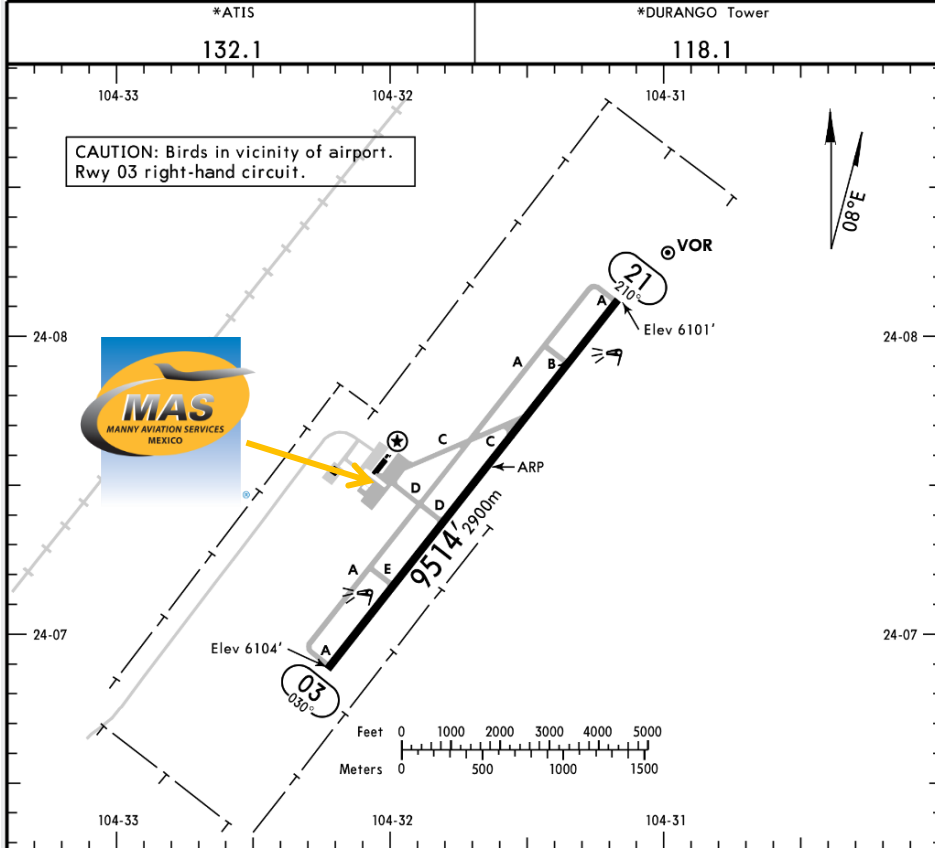 *ATIS
132.1
*DURANGO Tower
118.1
104-33
104-32
104-31
CAUTION: Birds in vicinity of airport.
Rwy 03 right-hand circuit.
08°E
VOR
21
210°
A
Elev 6101'
24-08
24-08
A
B
MAS
MANNY AVIATION SERVICES
MEXICO
®
C
C
ARP
D
D
9514'
2900m
A
E
24-07
24-07
Elev 6104'
A
03
030°
Feet 0 1000 2000 3000 4000 5000
Meters 0 500 1000 1500
104-33
104-32
104-31